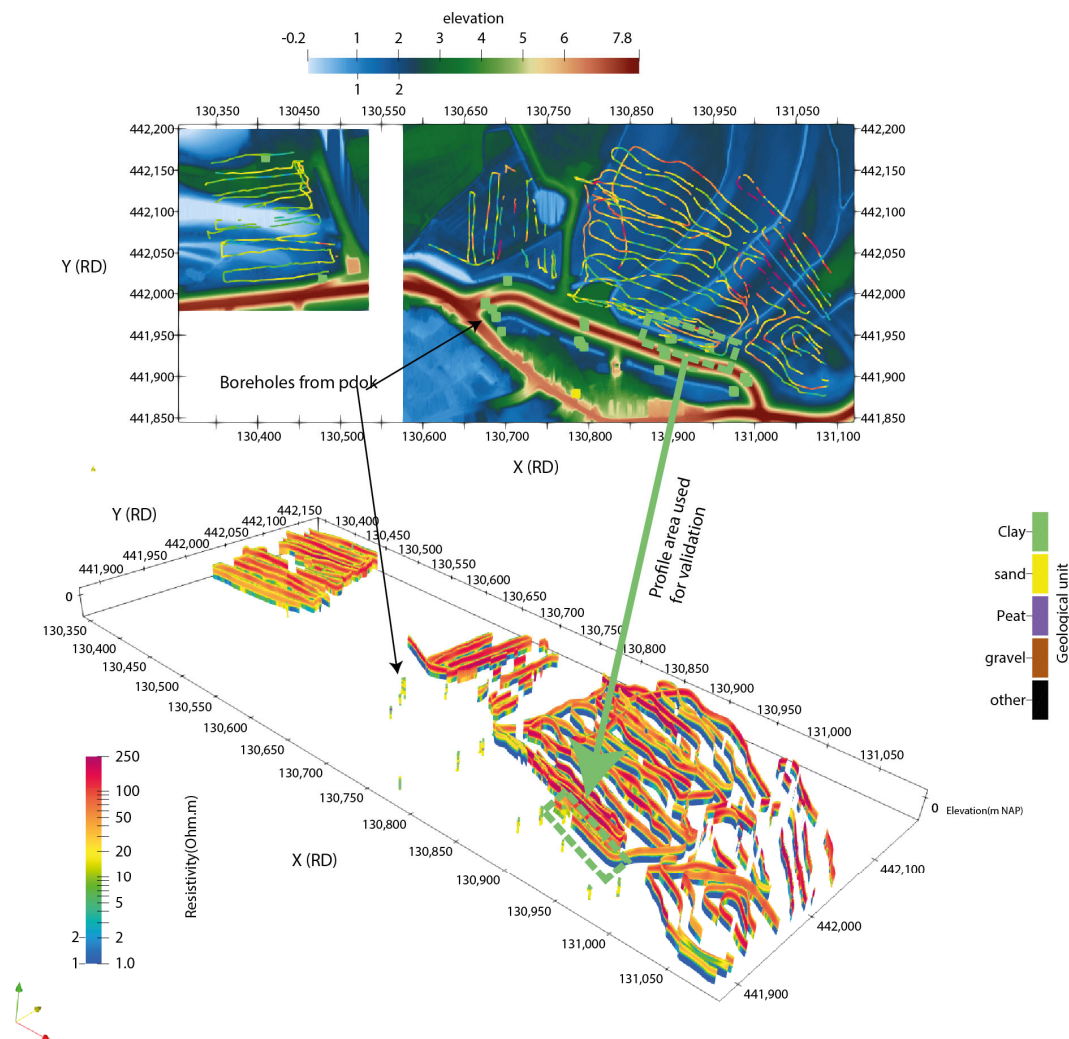 elevation
-0.2 1 2 3 4 5 6 7.8
1 2
130,350 130450 130,550 130,650 130,750 130,850 130,950 131,050
442,200 442,200
442,150 442,150
442,100 442,100
442,050 442,050
Y (RD)
442,000 442,000
441,950 441,950
441,900 441,900
Boreholes from pdok
441,850 441,850
130,400 130,500 130,600 130,700 130,800 130,900 131,000 131,100
X (RD)
Profile area used
for validation
Y (RD)
442,150
442,100
442,050
442,000
441,950
441,900
0
130,400
130,450
130,500
130,550
130,600
130,650
130,700
130,750
130,800
130,850
130,900
130,950
131,000
131,050
0 Elevation(m NAP)
130,350
130,400
130,450
130,500
130,550
130,600
130,650
130,700
130,750
130,800
130,850
130,900
130,950
131,000
131,050
X (RD)
442,100
442,000
441,900
Clay
sand
Peat
gravel
other
Geological unit
250
100
50
20
10
5
2 2
1 1.0
Resistivity(Ohm.m)